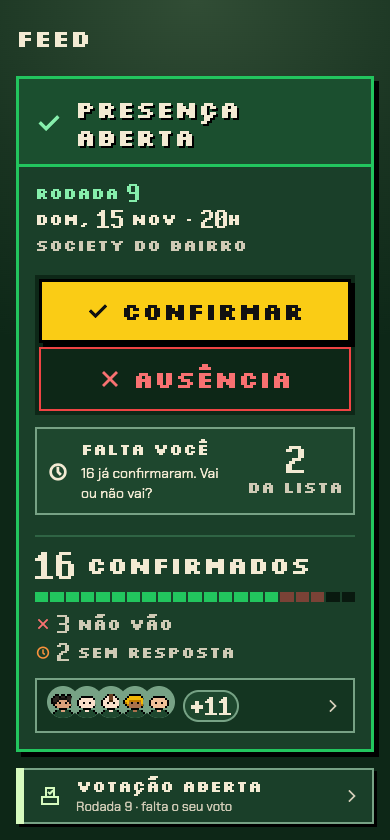 FEED
PRESENÇA
ABERTA
RODADA 9
DOM, 15 NOV · 20H
SOCIETY DO BAIRRO
CONFIRMAR
AUSÊNCIA
FALTA VOCÊ
16 já confirmaram. Vai
ou não vai?
2
DA LISTA
16 CONFIRMADOS
3 NÃO VÃO
2 SEM RESPOSTA
+11
VOTAÇÃO ABERTA
Rodada 9 · falta o seu voto